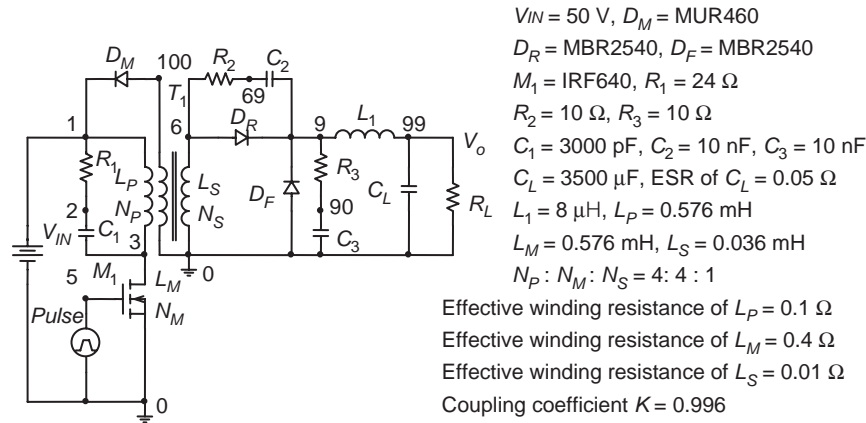 V_IN = 50 V, D_M = MUR460
D_R = MBR2540, D_F = MBR2540
M_1 = IRF640, R_1 = 24 Ω
R_2 = 10 Ω, R_3 = 10 Ω
C_1 = 3000 pF, C_2 = 10 nF, C_3 = 10 nF
C_L = 3500 μF, ESR of C_L = 0.05 Ω
L_1 = 8 μH, L_P = 0.576 mH
L_M = 0.576 mH, L_S = 0.036 mH
N_P : N_M : N_S = 4: 4 : 1
Effective winding resistance of L_P = 0.1 Ω
Effective winding resistance of L_M = 0.4 Ω
Effective winding resistance of L_S = 0.01 Ω
Coupling coefficient K = 0.996
D_M
100
R_2
C_2
T_1
69
D_R
L_1
1
6
9
99
V_o
R_1
L_P
L_S
R_3
C_L
D_F
R_L
N_P
N_S
2
90
V_IN
C_1
C_3
3
0
5
M_1
L_M
N_M
Pulse
0